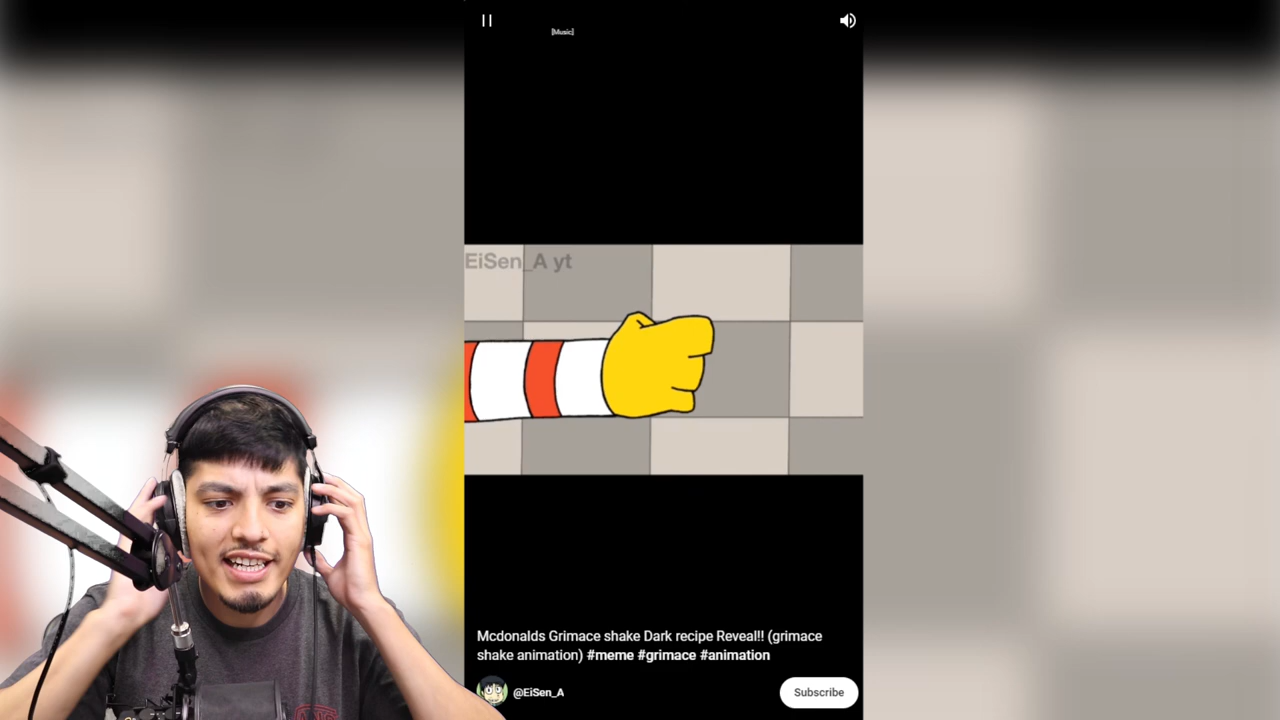 [Music]
EiSen_A yt
Mcdonalds Grimace shake Dark recipe Reveal!! (grimace
shake animation) #meme #grimace #animation
@EiSen_A
Subscribe